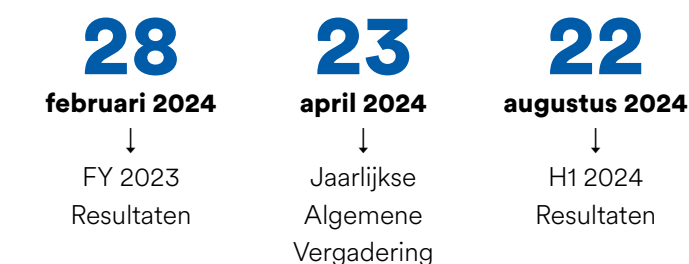 28
februari 2024
↓
FY 2023
Resultaten
23
april 2024
↓
Jaarlijkse
Algemene
Vergadering
22
augustus 2024
↓
H1 2024
Resultaten